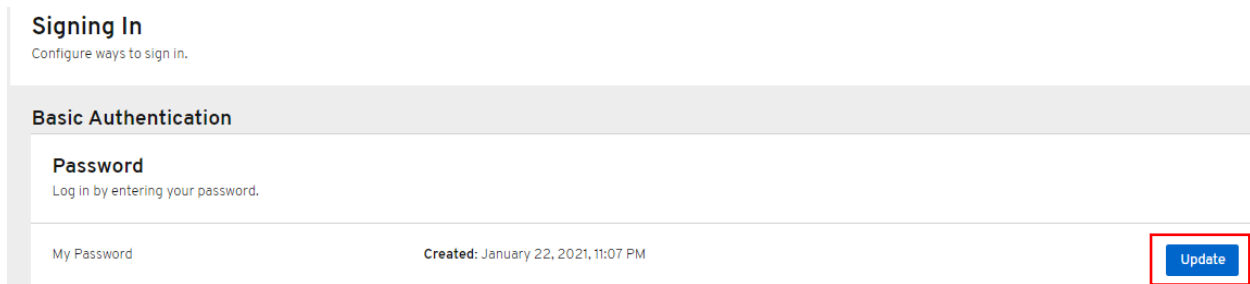 Signing In
Configure ways to sign in.
Basic Authentication
Password
Log in by entering your password.
My Password Created: January 22, 2021, 11:07 PM Update